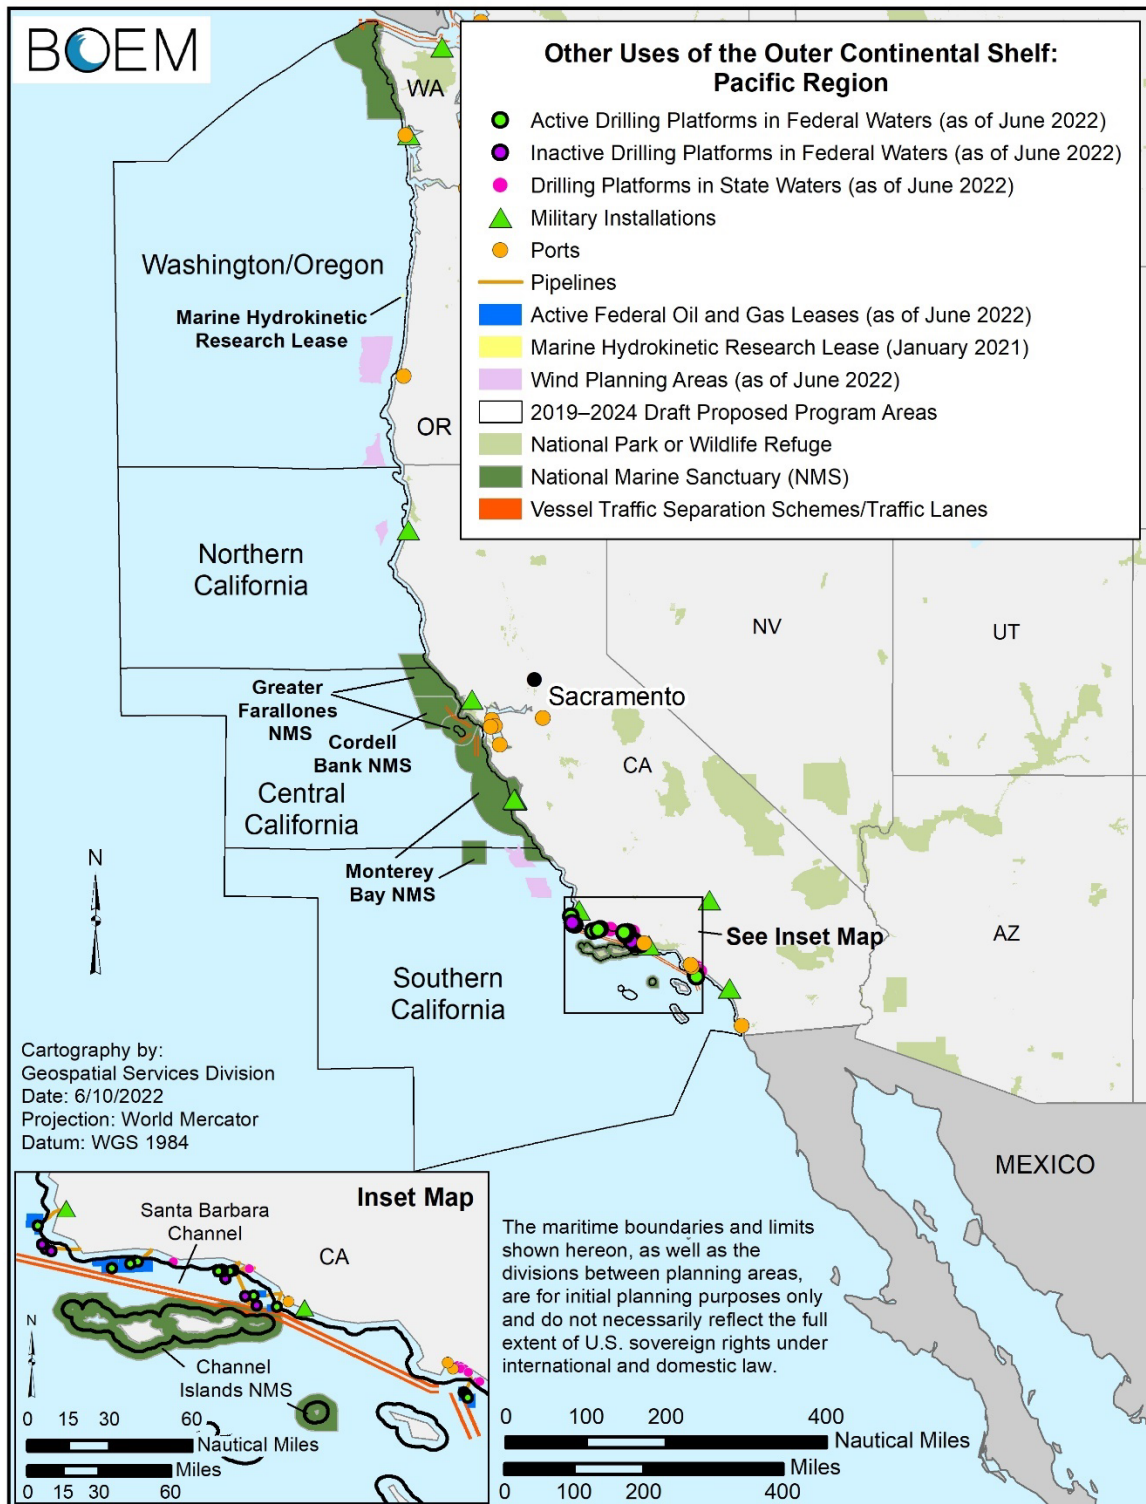 BOEM
Other Uses of the Outer Continental Shelf:
Pacific Region
Active Drilling Platforms in Federal Waters (as of June 2022)
Inactive Drilling Platforms in Federal Waters (as of June 2022)
Drilling Platforms in State Waters (as of June 2022)
Military Installations
Ports
Pipelines
Active Federal Oil and Gas Leases (as of June 2022)
Marine Hydrokinetic Research Lease (January 2021)
Wind Planning Areas (as of June 2022)
2019–2024 Draft Proposed Program Areas
National Park or Wildlife Refuge
National Marine Sanctuary (NMS)
Vessel Traffic Separation Schemes/Traffic Lanes
WA
Washington/Oregon
Marine Hydrokinetic
Research Lease
OR
Northern
California
NV
UT
Sacramento
Greater
Farallones
NMS
Cordell
Bank NMS
CA
Central
California
Monterey
Bay NMS
N
See Inset Map
AZ
Southern
California
Cartography by:
Geospatial Services Division
Date: 6/10/2022
Projection: World Mercator
Datum: WGS 1984
MEXICO
Inset Map
Santa Barbara
Channel
CA
N
Channel
Islands NMS
0 15 30 60
Nautical Miles
Miles
0 15 30 60
The maritime boundaries and limits
shown hereon, as well as the
divisions between planning areas,
are for initial planning purposes only
and do not necessarily reflect the full
extent of U.S. sovereign rights under
international and domestic law.
0 100 200 400
Nautical Miles
Miles
0 100 200 400